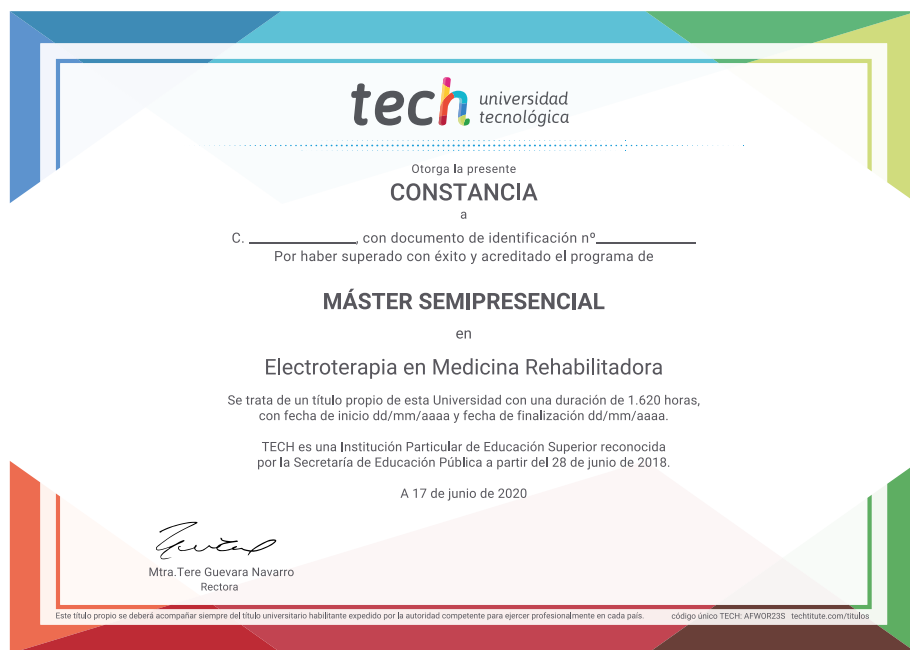 tech universidad
tecnológica
Otorga la presente
CONSTANCIA
a
C. ____________, con documento de identificación nº____________
Por haber superado con éxito y acreditado el programa de
MÁSTER SEMIPRESENCIAL
en
Electroterapia en Medicina Rehabilitadora
Se trata de un título propio de esta Universidad con una duración de 1.620 horas,
con fecha de inicio dd/mm/aaaa y fecha de finalización dd/mm/aaaa.
TECH es una Institución Particular de Educación Superior reconocida
por la Secretaría de Educación Pública a partir del 28 de junio de 2018.
A 17 de junio de 2020
Mtra.Tere Guevara Navarro
Rectora
Este título propio se deberá acompañar siempre del título universitario habilitante expedido por la autoridad competente para ejercer profesionalmente en cada país. código único TECH: AFWOR23S techtitute.com/titulos